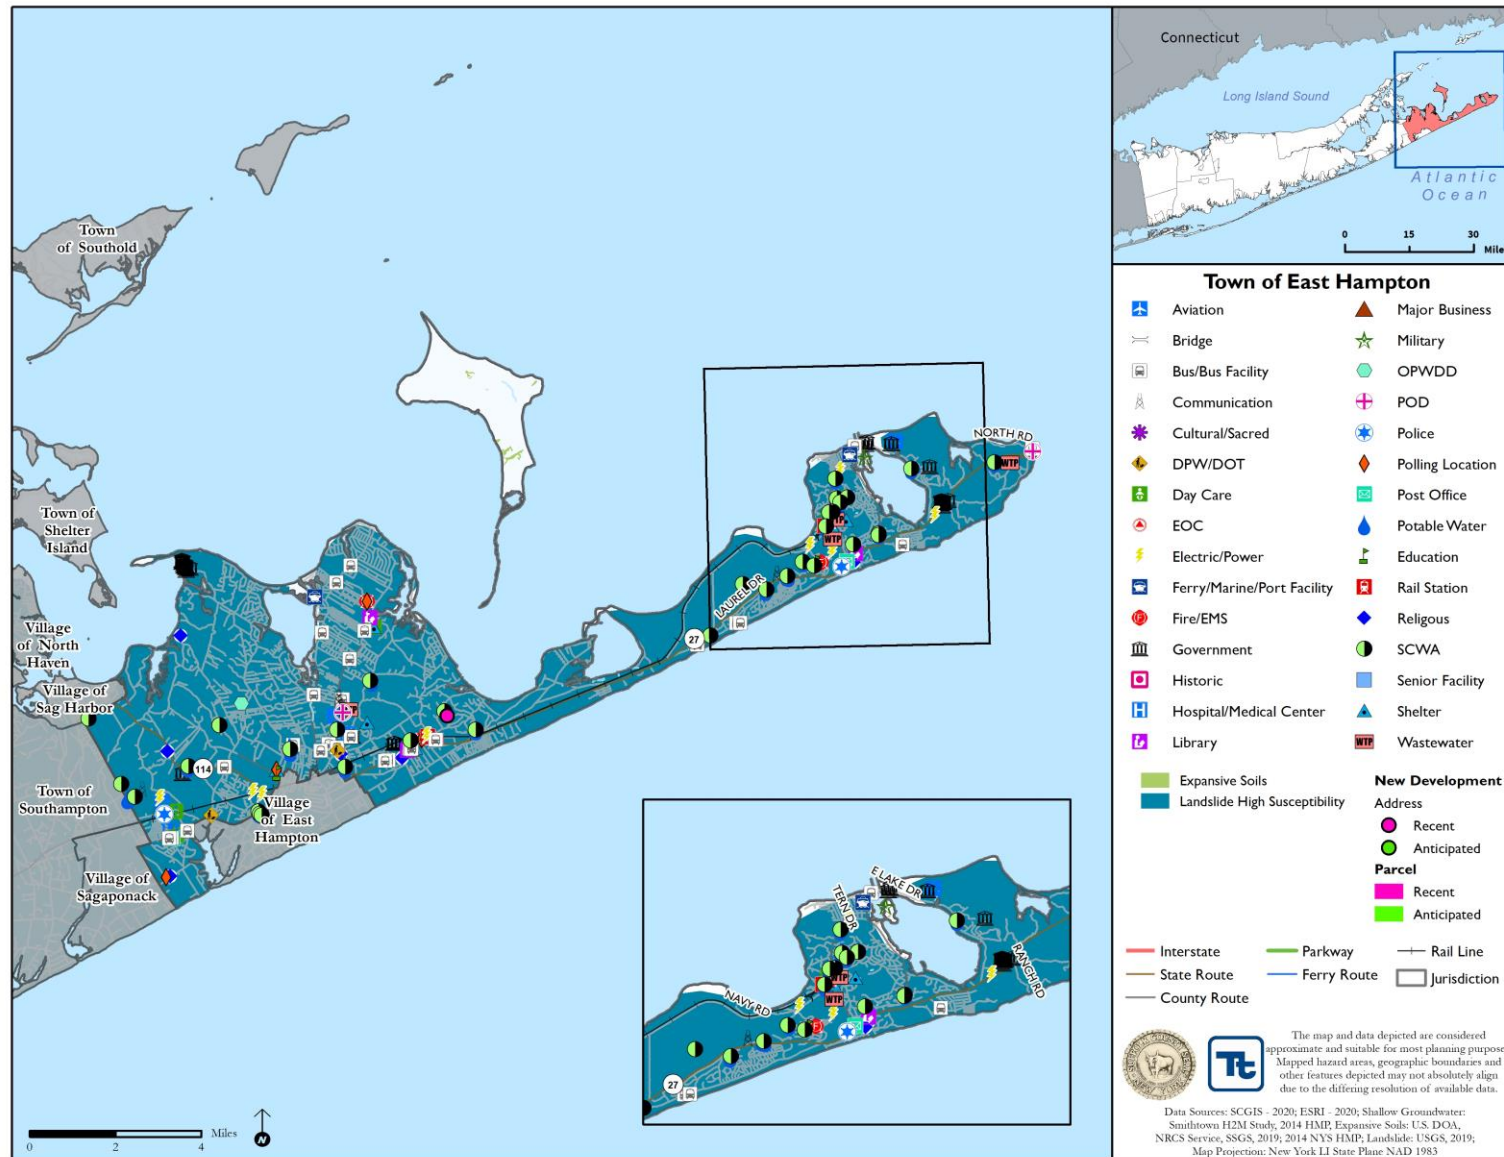 Connecticut
Long Island Sound
Atlantic
Ocean
0 15 30
Mile
Town of East Hampton
Aviation
Bridge
Bus/Bus Facility
Communication
Cultural/Sacred
DPW/DOT
Day Care
EOC
Electric/Power
Ferry/Marine/Port Facility
Fire/EMS
Government
Historic
Hospital/Medical Center
Library
Major Business
Military
OPWDD
POD
Police
Polling Location
Post Office
Potable Water
Education
Rail Station
Religous
SCWA
Senior Facility
Shelter
WTP Wastewater
Expansive Soils
Landslide High Susceptibility
New Development
Address
Recent
Anticipated
Parcel
Recent
Anticipated
Interstate
State Route
County Route
Parkway
Ferry Route
Rail Line
Jurisdiction
Tt
The map and data depicted are considered
approximate and suitable for most planning purpose
Mapped hazard areas, geographic boundaries and
other features depicted may not absolutely align
due to the differing resolution of available data.
Data Sources: SCGIS - 2020; ESRI - 2020; Shallow Groundwater:
Smithtown H2M Study, 2014 HMP, Expansive Soils: U.S. DOA,
NRCS Service, SSGS, 2019; 2014 NYS HMP; Landslide: USGS, 2019;
Map Projection: New York LI State Plane NAD 1983
Town
of Southold
Town of
Shelter
Island
Village
of North
Haven
Village of
Sag Harbor
Town of
Southampton
Village of
Sagaponack
Village
of East
Hampton
114
27
LAUREL DR
NORTH RD
WTP
WTP
E LAKE DR
TERN DR
NAVY RD
RANCH RD
WTP
WTP
27
0 2 4
Miles
N